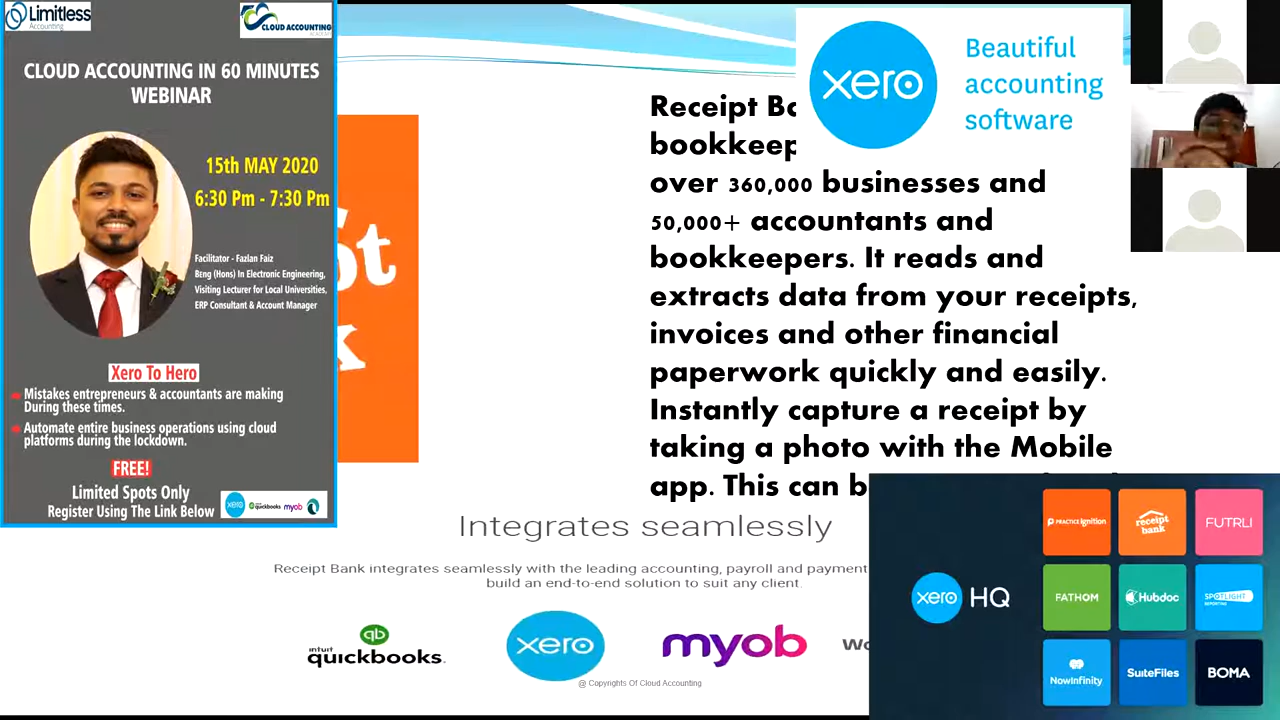 Limitless
Accounting
CLOUD ACCOUNTING
ACADEMY
CLOUD ACCOUNTING IN 60 MINUTES
WEBINAR
15th MAY 2020
6:30 Pm - 7:30 Pm
Facilitator - Fazlan Faiz
Beng (Hons) In Electronic Engineering,
Visiting Lecturer for Local Universities,
ERP Consultant & Account Manager
Xero To Hero
Mistakes entrepreneurs & accountants are making
During these times.
Automate entire business operations using cloud
platforms during the lockdown.
FREE!
Limited Spots Only
Register Using The Link Below
xero
quickbooks
myob
xero
Beautiful
accounting
software
Receipt
bookkeep
over 360,000 businesses and
50,000+ accountants and
bookkeepers. It reads and
extracts data from your receipts,
invoices and other financial
paperwork quickly and easily.
Instantly capture a receipt by
taking a photo with the Mobile
app. This can b
Integrates seamlessly
Receipt Bank integrates seamlessly with the leading accounting, payroll and payment
build an end-to-end solution to suit any client.
intuit
qb
quickbooks.
xero
myob
@ Copyrights Of Cloud Accounting
xero HQ
PRACTICE Ignition
receipt
bank
FUTRLI
FATHOM
Hubdoc
SPOTLIGHT
REPORTING
NowInfinity
SuiteFiles
BOMA